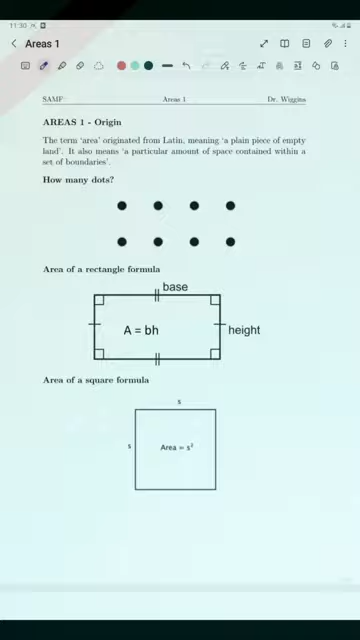 11:30
Areas 1
SAMF Areas 1 Dr. Wiggins
AREAS 1 - Origin
The term 'area' originated from Latin, meaning 'a plain piece of empty
land'. It also means 'a particular amount of space contained within a
set of boundaries'.
How many dots?
Area of a rectangle formula
base
A = bh
height
Area of a square formula
s
s
Area = s²